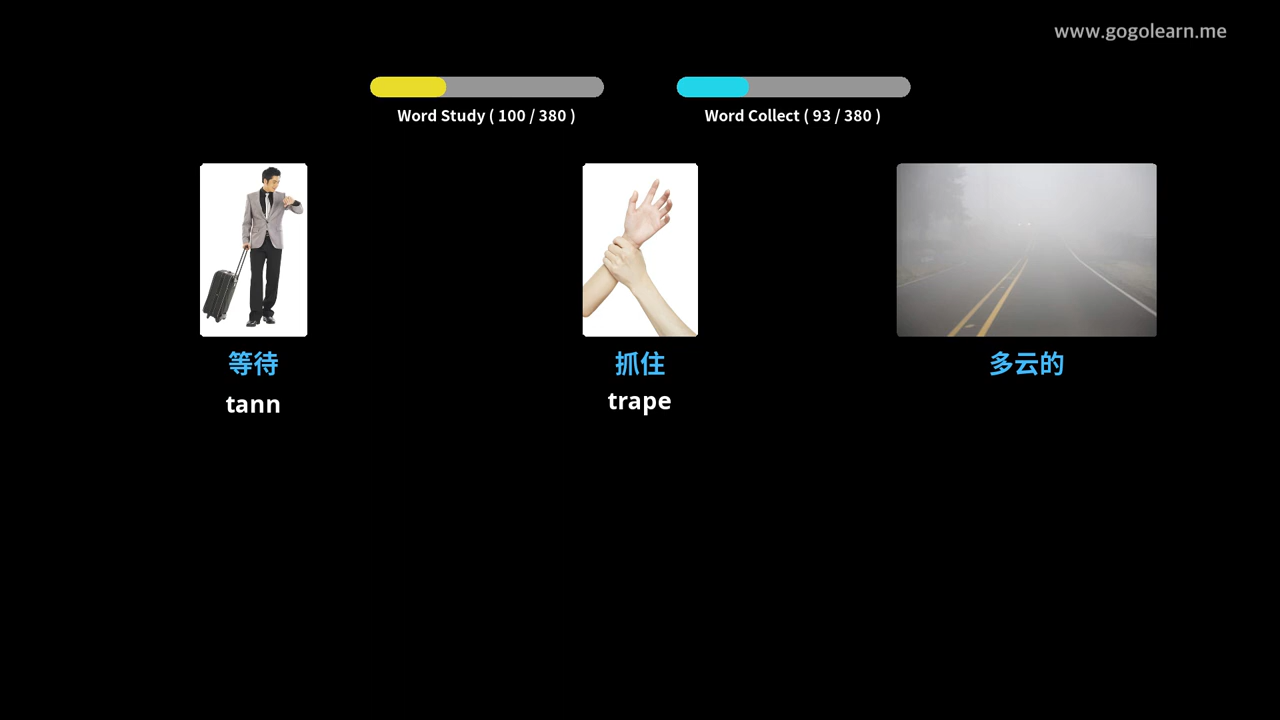 www.gogolearn.me
Word Study ( 100 / 380 )
Word Collect ( 93 / 380 )
等待
抓住
多云的
tann
trape